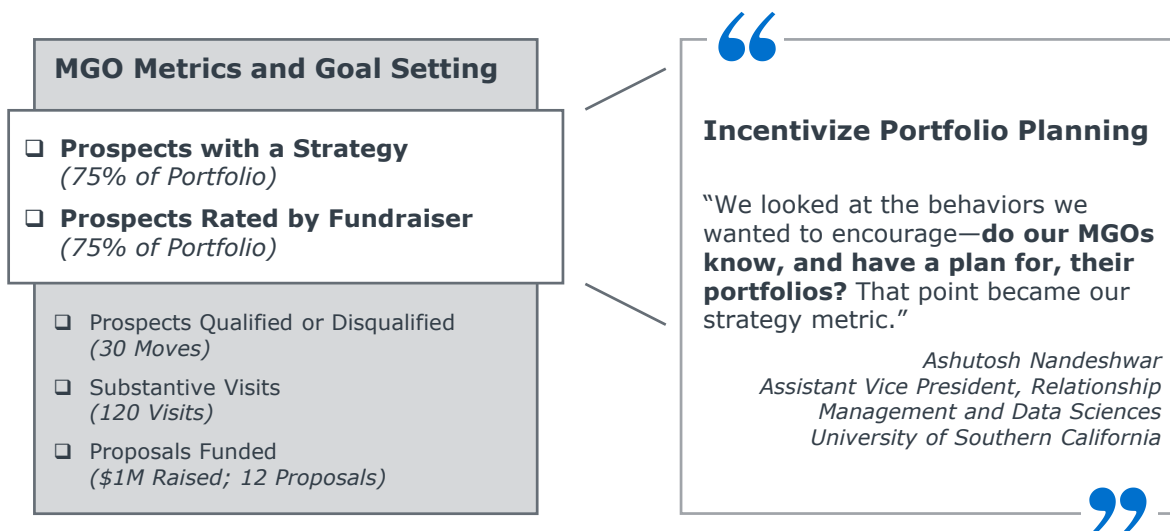 MGO Metrics and Goal Setting
❑ Prospects with a Strategy
(75% of Portfolio)
❑ Prospects Rated by Fundraiser
(75% of Portfolio)
❑ Prospects Qualified or Disqualified
(30 Moves)
❑ Substantive Visits
(120 Visits)
❑ Proposals Funded
($1M Raised; 12 Proposals)
“
Incentivize Portfolio Planning
“We looked at the behaviors we
wanted to encourage—do our MGOs
know, and have a plan for, their
portfolios? That point became our
strategy metric.”
Ashutosh Nandeshwar
Assistant Vice President, Relationship
Management and Data Sciences
University of Southern California
”